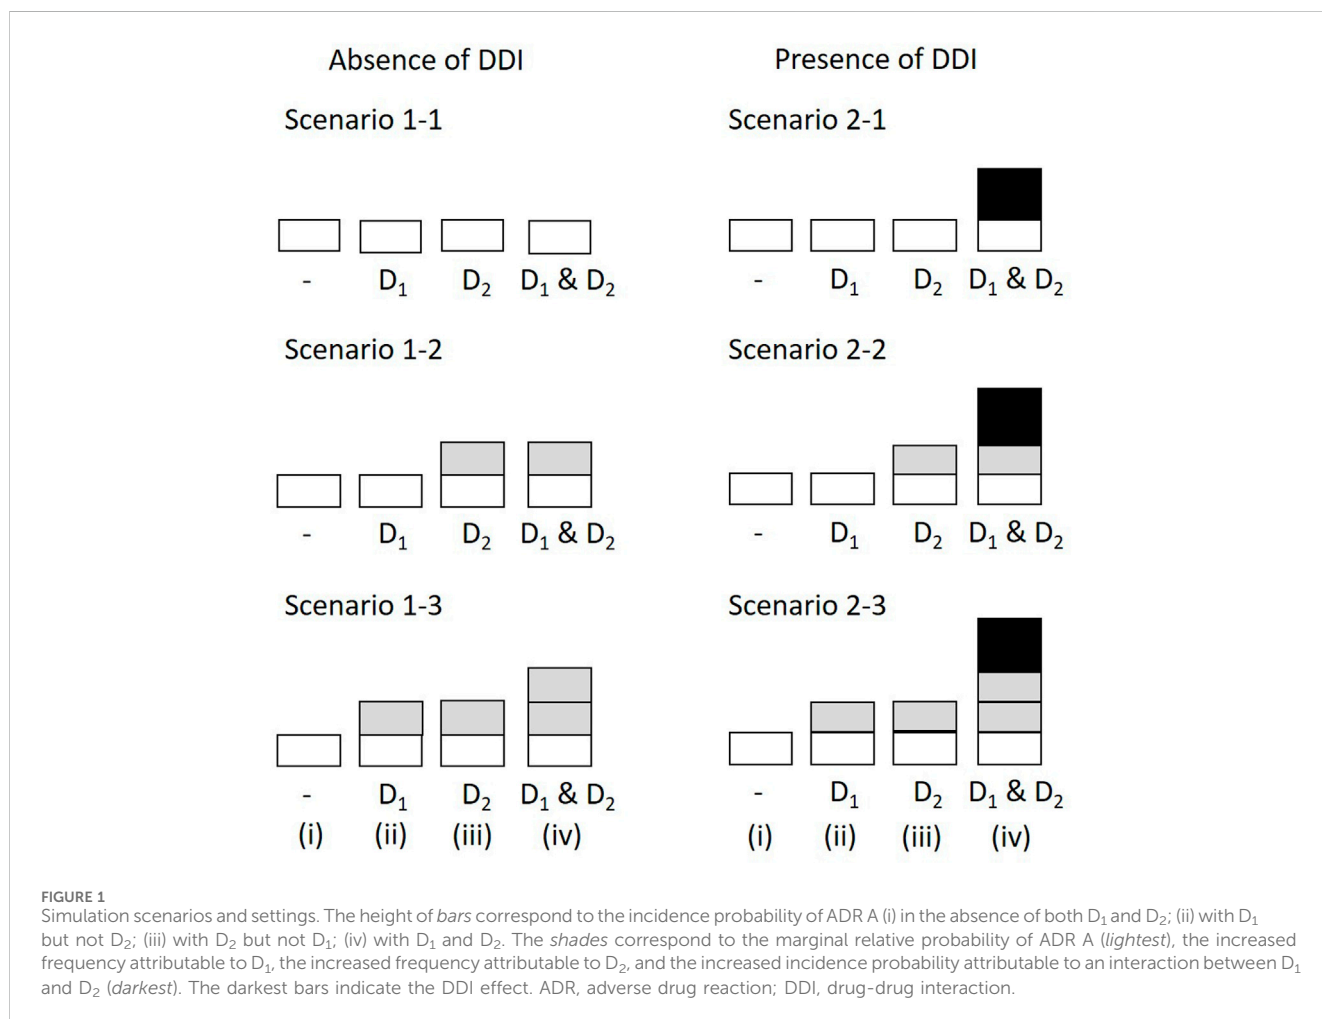 Absence of DDI
Presence of DDI
Scenario 1-1
Scenario 2-1
- D₁ D₂ D₁ & D₂
- D₁ D₂ D₁ & D₂
Scenario 1-2
Scenario 2-2
- D₁ D₂ D₁ & D₂
- D₁ D₂ D₁ & D₂
Scenario 1-3
Scenario 2-3
- D₁ D₂ D₁ & D₂
- D₁ D₂ D₁ & D₂
(i) (ii) (iii) (iv)
(i) (ii) (iii) (iv)
FIGURE 1
Simulation scenarios and settings. The height of bars correspond to the incidence probability of ADR A (i) in the absence of both D₁ and D₂; (ii) with D₁
but not D₂; (iii) with D₂ but not D₁; (iv) with D₁ and D₂. The shades correspond to the marginal relative probability of ADR A (lightest), the increased
frequency attributable to D₁, the increased frequency attributable to D₂, and the increased incidence probability attributable to an interaction between D₁
and D₂ (darkest). The darkest bars indicate the DDI effect. ADR, adverse drug reaction; DDI, drug-drug interaction.